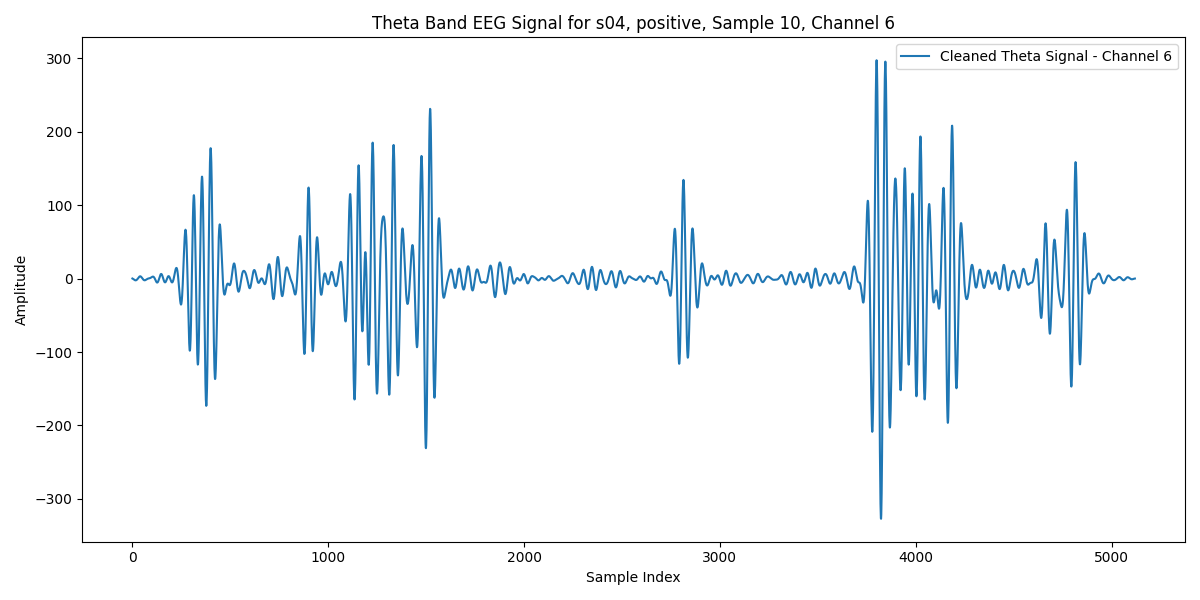 Theta Band EEG Signal for s04, positive, Sample 10, Channel 6
Cleaned Theta Signal - Channel 6
300
200
100
0
−100
−200
−300
Amplitude
0 1000 2000 3000 4000 5000
Sample Index